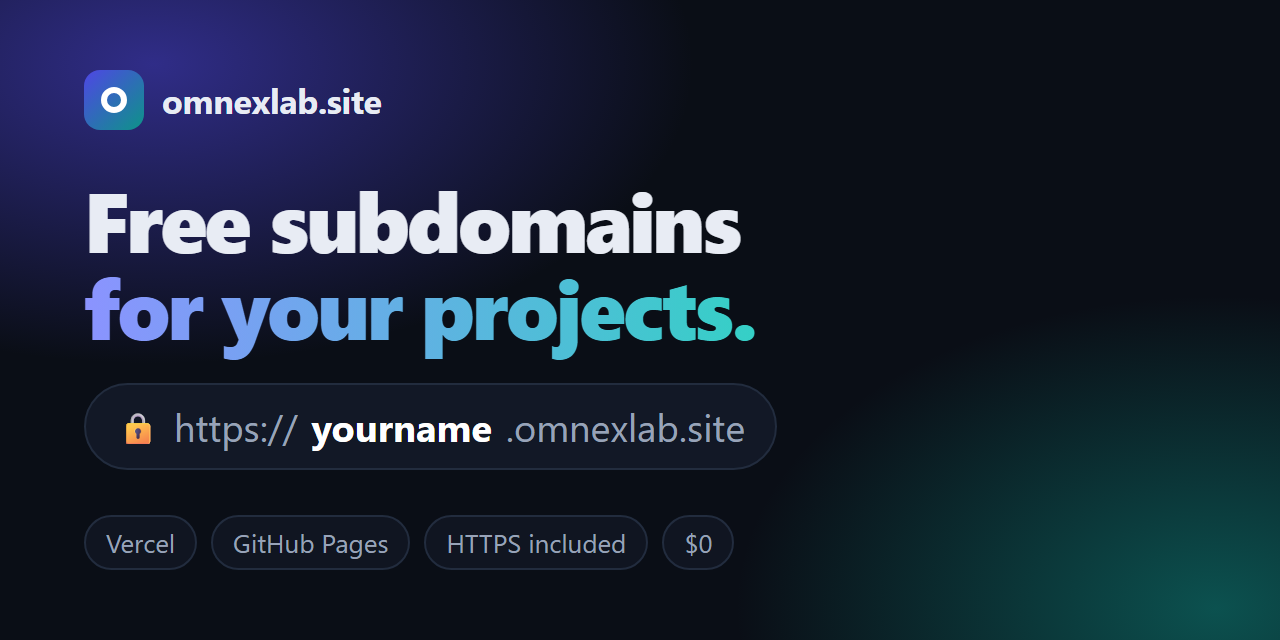 omnexlab.site
Free subdomains
for your projects.
https:// yourname .omnexlab.site
Vercel GitHub Pages HTTPS included $0